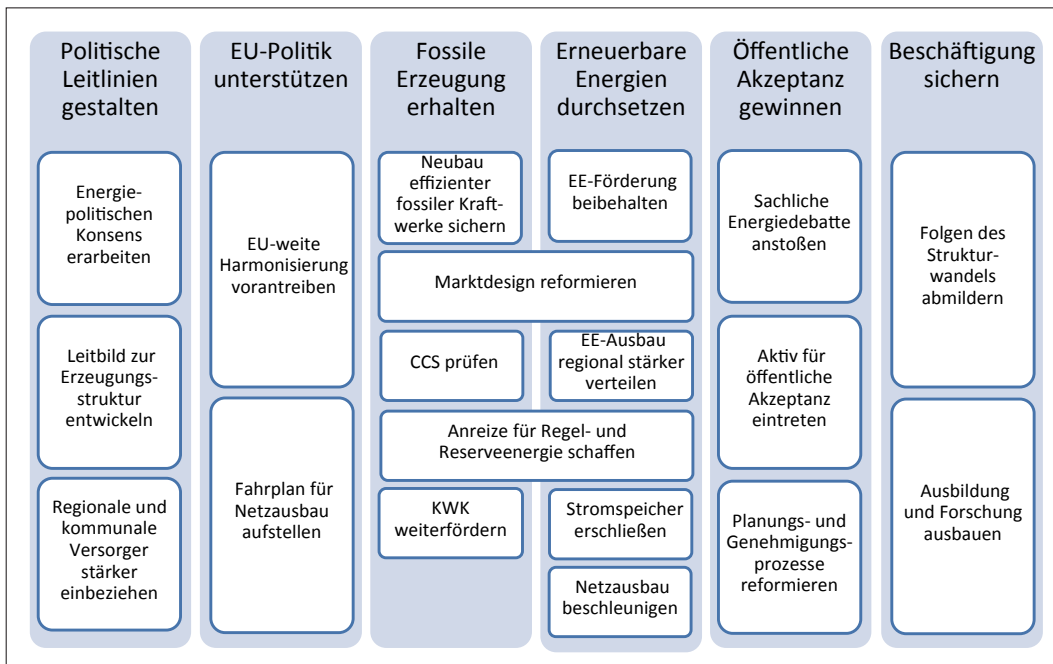 Politische
Leitlinien
gestalten
Energie-
politischen
Konsens
erarbeiten
Leitbild zur
Erzeugungs-
struktur
entwickeln
Regionale und
kommunale
Versorger
stärker
einbeziehen
EU-Politik
unterstützen
EU-weite
Harmonisierung
vorantreiben
Fahrplan für
Netzausbau
aufstellen
Fossile
Erzeugung
erhalten
Neubau
effizienter
fossiler Kraft-
werke sichern
Marktdesign reformieren
CCS prüfen
Anreize für Regel- und
Reserveenergie schaffen
KWK
weiterfördern
Erneuerbare
Energien
durchsetzen
EE-Förderung
beibehalten
EE-Ausbau
regional stärker
verteilen
Stromspeicher
erschließen
Netzausbau
beschleunigen
Öffentliche
Akzeptanz
gewinnen
Sachliche
Energiedebatte
anstoßen
Aktiv für
öffentliche
Akzeptanz
eintreten
Planungs- und
Genehmigungs-
prozesse
reformieren
Beschäftigung
sichern
Folgen des
Struktur-
wandels
abmildern
Ausbildung
und Forschung
ausbauen